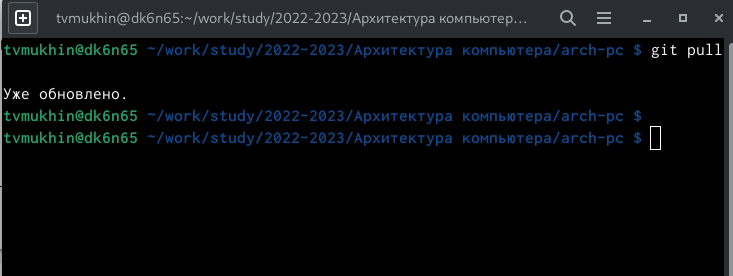 tvmukhin@dk6n65:~/work/study/2022-2023/Архитектура компьютер...
tvmukhin@dk6n65 ~/work/study/2022-2023/Архитектура компьютера/arch-pc $ git pull
Уже обновлено.
tvmukhin@dk6n65 ~/work/study/2022-2023/Архитектура компьютера/arch-pc $
tvmukhin@dk6n65 ~/work/study/2022-2023/Архитектура компьютера/arch-pc $